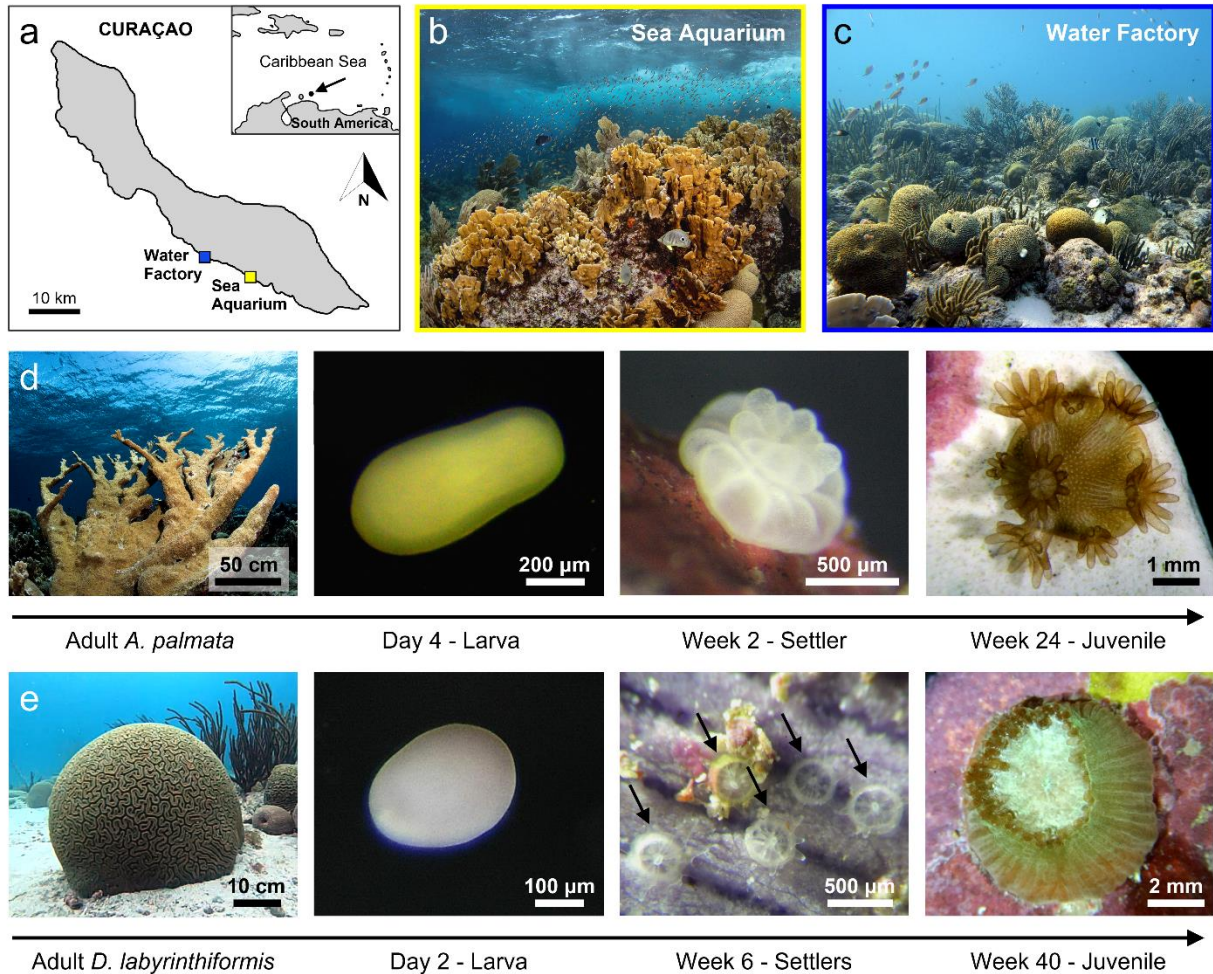 a
CURAÇAO
Caribbean Sea
South America
N
Water
Factory
Sea
Aquarium
10 km
b
Sea Aquarium
c
Water Factory
d
50 cm
200 µm
500 µm
1 mm
Adult A. palmata
Day 4 - Larva
Week 2 - Settler
Week 24 - Juvenile
e
10 cm
100 µm
500 µm
2 mm
Adult D. labyrinthiformis
Day 2 - Larva
Week 6 - Settlers
Week 40 - Juvenile